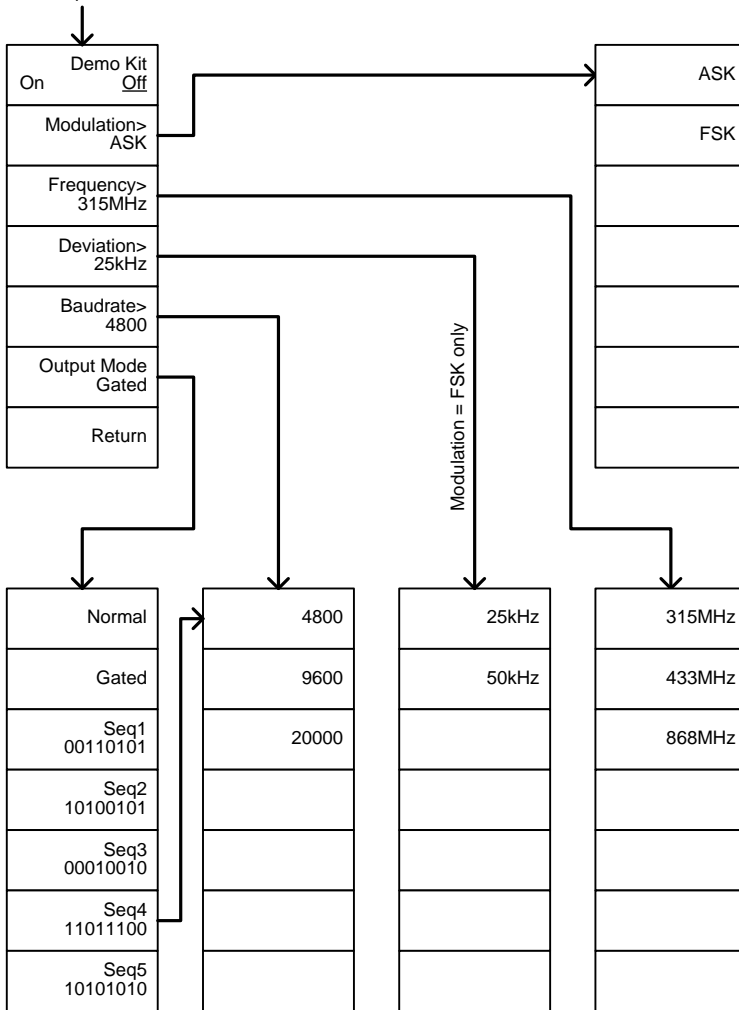 Demo Kit
On Off
Modulation>
ASK
Frequency>
315MHz
Deviation>
25kHz
Baudrate>
4800
Output Mode
Gated
Return
ASK
FSK
Modulation = FSK only
Normal
Gated
Seq1
00110101
Seq2
10100101
Seq3
00010010
Seq4
11011100
Seq5
10101010
4800
9600
20000
25kHz
50kHz
315MHz
433MHz
868MHz